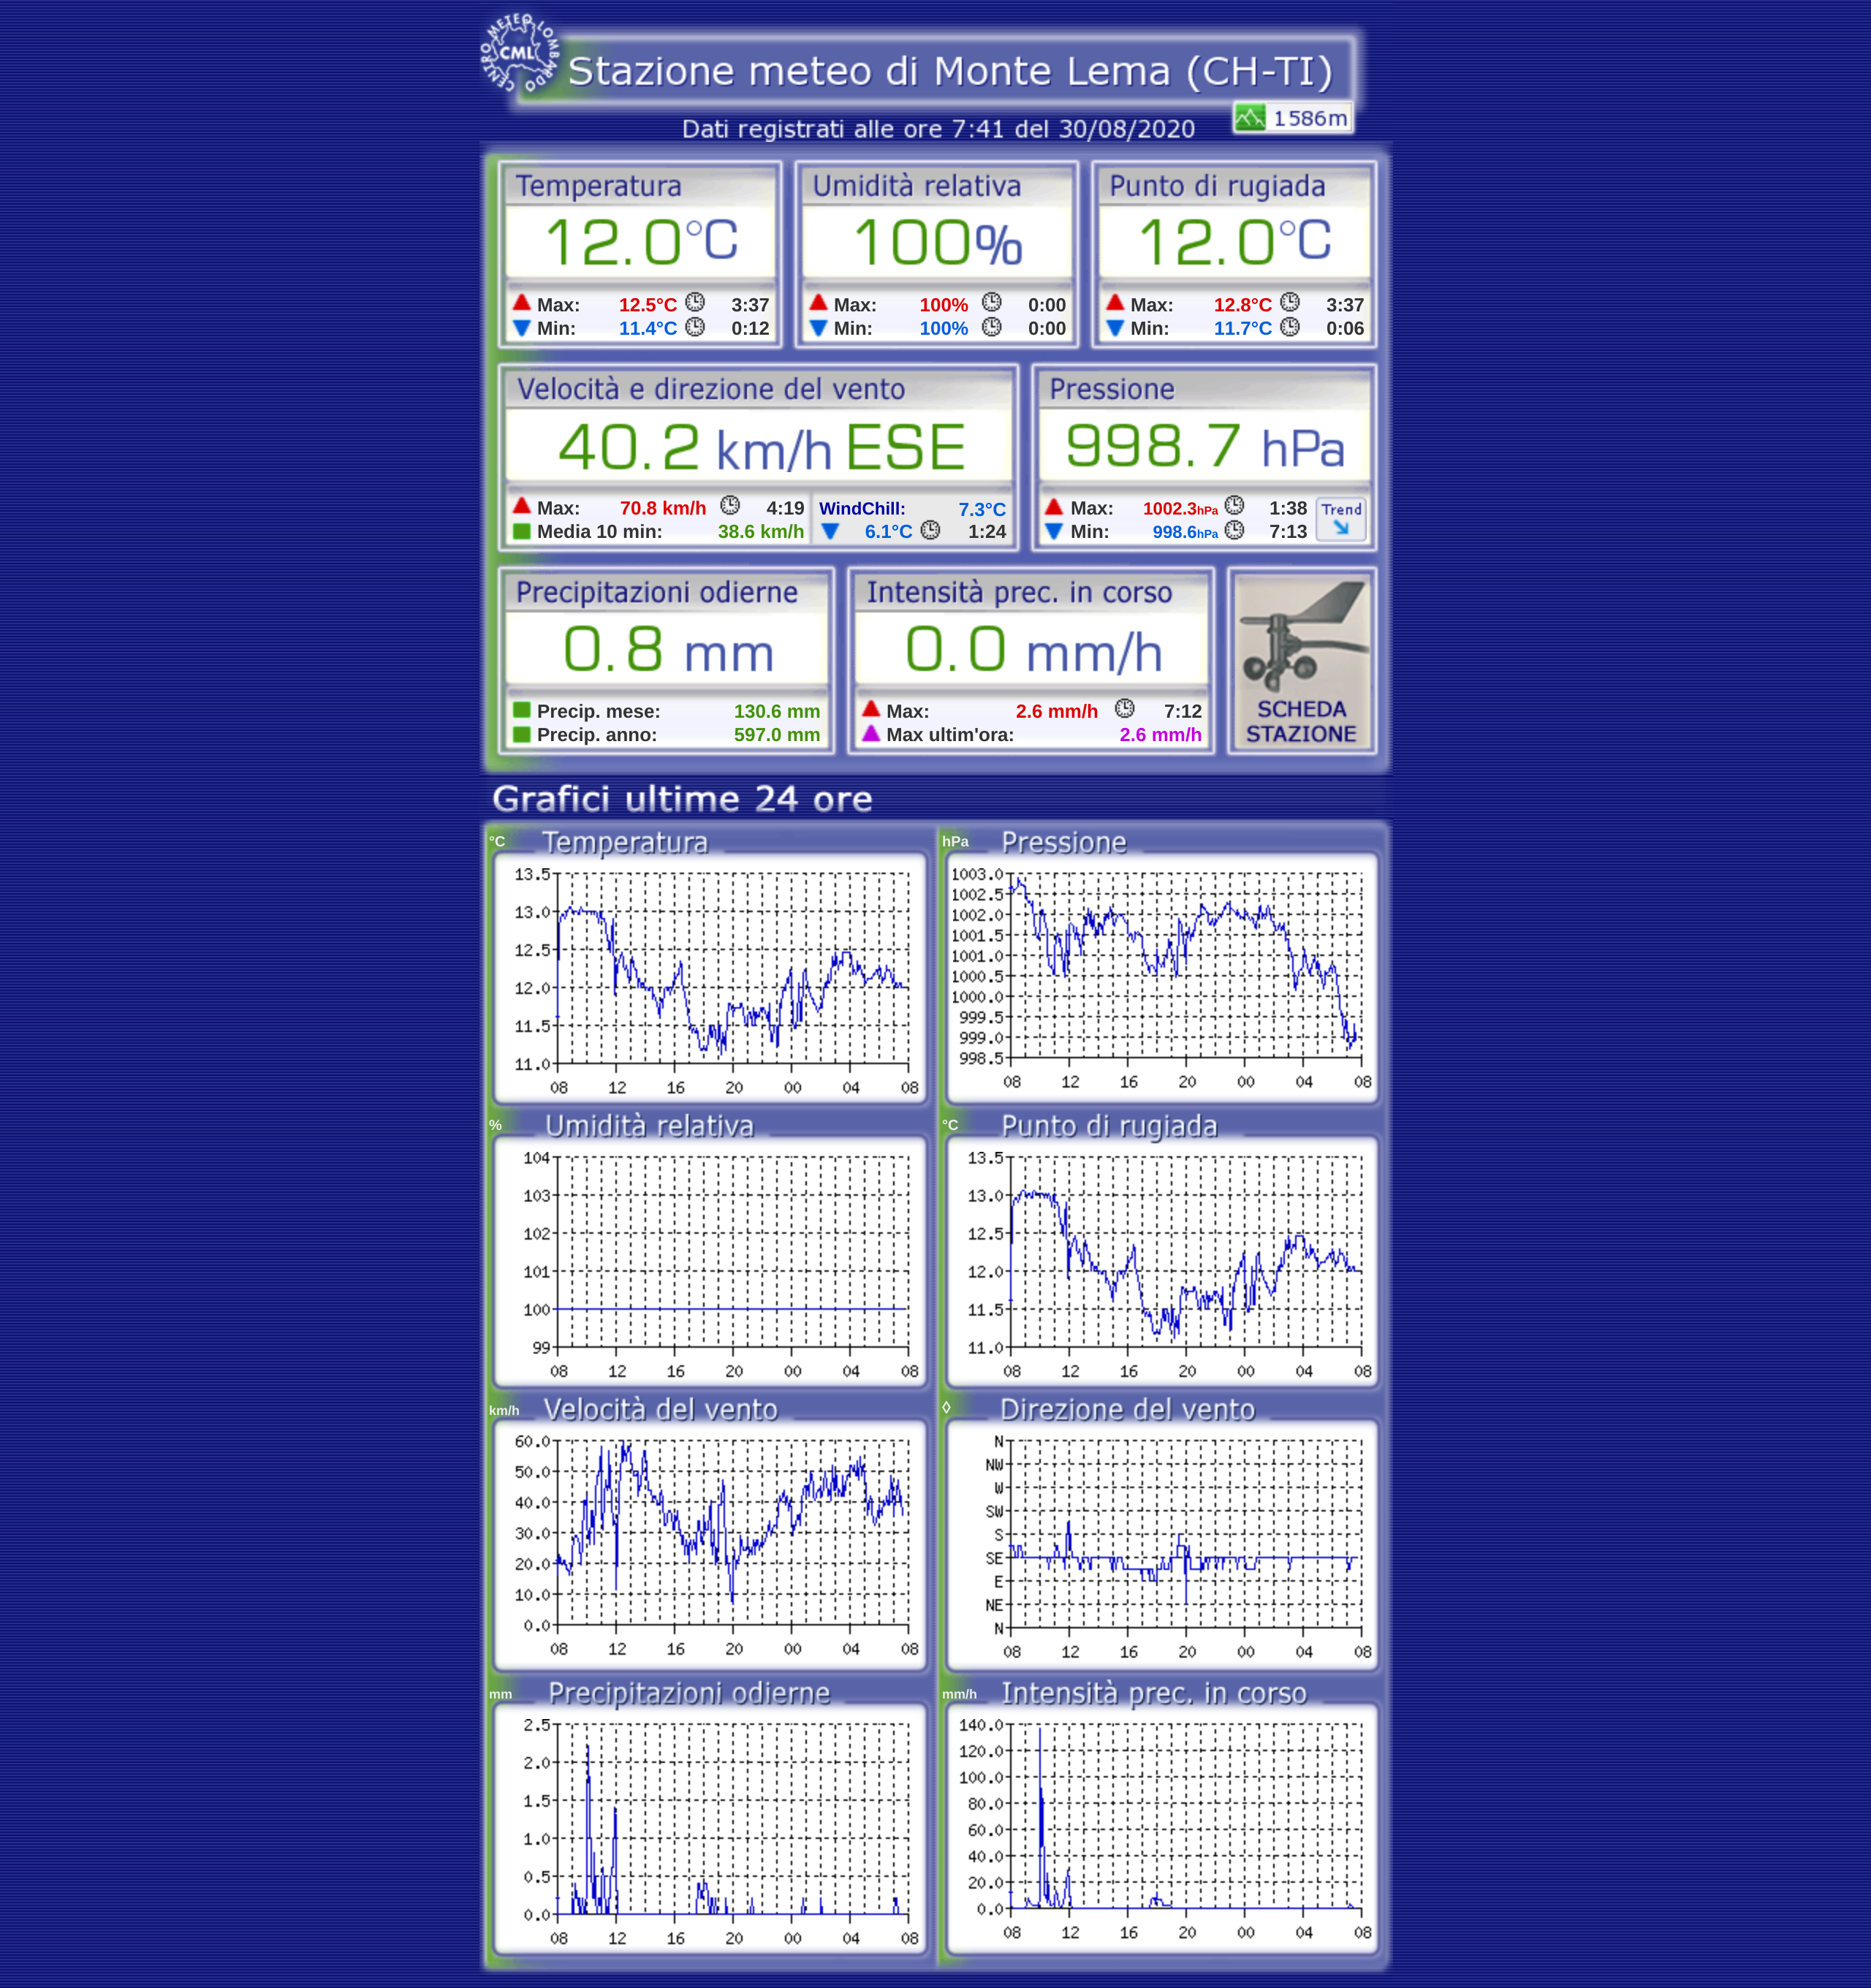 CENTRO METEO LOMBARDO
CML
Stazione meteo di Monte Lema (CH-TI)
1586m
Dati registrati alle ore 7:41 del 30/08/2020
Temperatura
12.0°C
Max: 12.5°C 3:37
Min: 11.4°C 0:12
Umidità relativa
100%
Max: 100% 0:00
Min: 100% 0:00
Punto di rugiada
12.0°C
Max: 12.8°C 3:37
Min: 11.7°C 0:06
Velocità e direzione del vento
40.2 km/h ESE
Max: 70.8 km/h 4:19
Media 10 min: 38.6 km/h
WindChill: 7.3°C
6.1°C 1:24
Pressione
998.7 hPa
Max: 1002.3hPa 1:38
Min: 998.6hPa 7:13
Trend
Precipitazioni odierne
0.8 mm
Precip. mese: 130.6 mm
Precip. anno: 597.0 mm
Intensità prec. in corso
0.0 mm/h
Max: 2.6 mm/h 7:12
Max ultim'ora: 2.6 mm/h
SCHEDA
STAZIONE
Grafici ultime 24 ore
°C Temperatura
13.5
13.0
12.5
12.0
11.5
11.0
08 12 16 20 00 04 08
hPa Pressione
1003.0
1002.5
1002.0
1001.5
1001.0
1000.5
1000.0
999.5
999.0
998.5
08 12 16 20 00 04 08
% Umidità relativa
104
103
102
101
100
99
08 12 16 20 00 04 08
°C Punto di rugiada
13.5
13.0
12.5
12.0
11.5
11.0
08 12 16 20 00 04 08
km/h Velocità del vento
60.0
50.0
40.0
30.0
20.0
10.0
0.0
08 12 16 20 00 04 08
◊ Direzione del vento
N
NW
W
SW
S
SE
E
NE
N
08 12 16 20 00 04 08
mm Precipitazioni odierne
2.5
2.0
1.5
1.0
0.5
0.0
08 12 16 20 00 04 08
mm/h Intensità prec. in corso
140.0
120.0
100.0
80.0
60.0
40.0
20.0
0.0
08 12 16 20 00 04 08